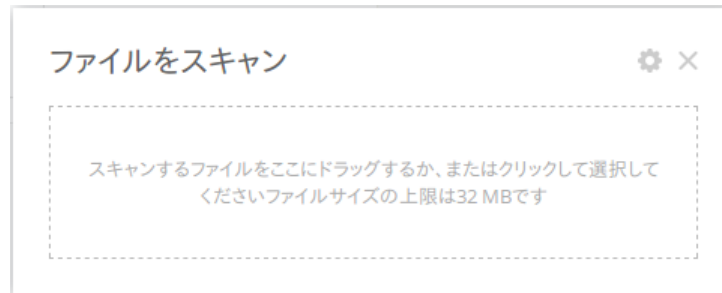 ファイルをスキャン
スキャンするファイルをここにドラッグするか、またはクリックして選択して
くださいファイルサイズの上限は32 MBです